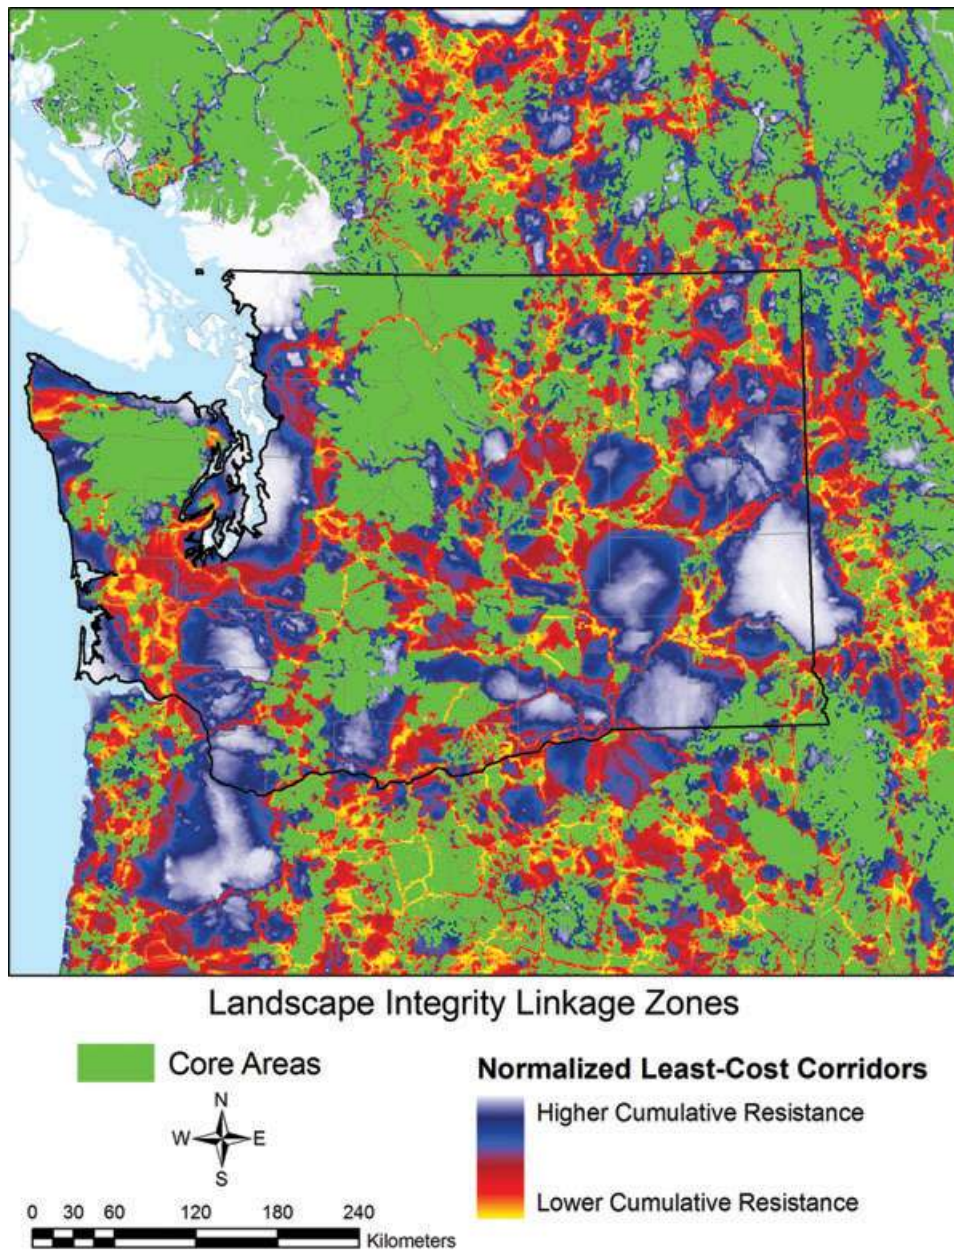 Landscape Integrity Linkage Zones
Core Areas
N
W E
S
0 30 60 120 180 240
Kilometers
Normalized Least-Cost Corridors
Higher Cumulative Resistance
Lower Cumulative Resistance